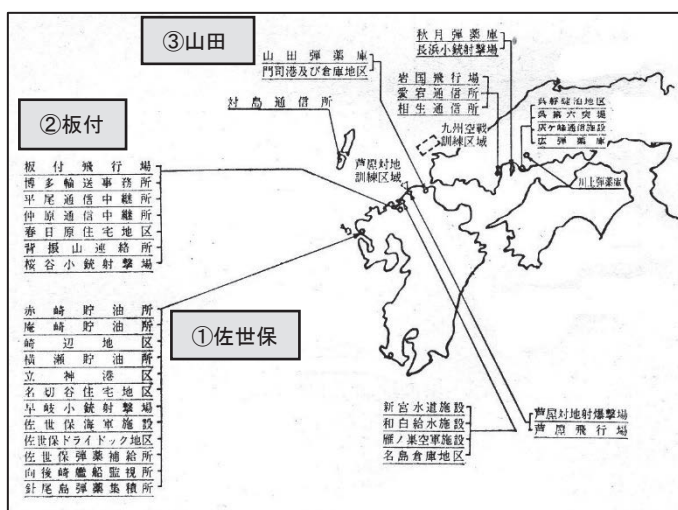 ③山田
山田弾薬庫
門司港及び倉庫地区
対島通信所
秋月弾薬庫
長浜小銃射撃場
岩国飛行場
愛宕通信所
相生通信所
呉第六突堤
灰ケ峰通信施設
広弾薬庫
川上弾薬庫
九州空戦
訓練区域
芦屋対地
訓練区域
②板付
板付飛行場
博多輸送事務所
平尾通信中継所
仲原通信中継所
春日原住宅地区
背振山連絡所
桜谷小銃射撃場
①佐世保
赤崎貯油所
庵崎貯油所
崎辺地区
横瀬貯油所
立神港区
名切谷住宅地区
早岐小銃射撃場
佐世保海軍施設
佐世保ドライドック地区
佐世保弾薬補給所
向後崎艦船監視所
針尾島弾薬集積所
新宮水道施設
和白給水施設
雁ノ巣空軍施設
名島倉庫地区
芦屋対地射爆撃場
芦屋飛行場